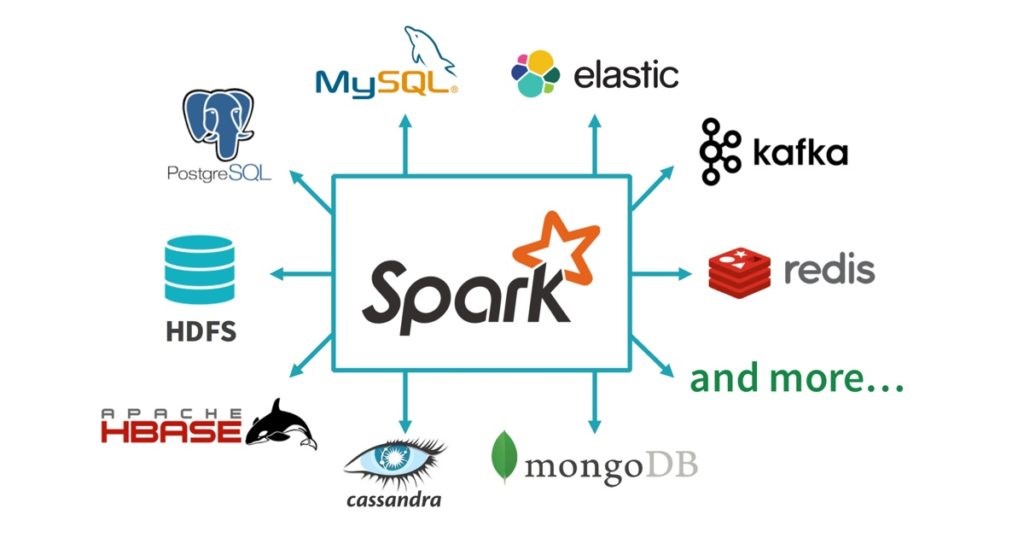 MySQL®
elastic
PostgreSQL
kafka
Spark
HDFS
redis
and more...
APACHE
HBASE
cassandra
mongoDB